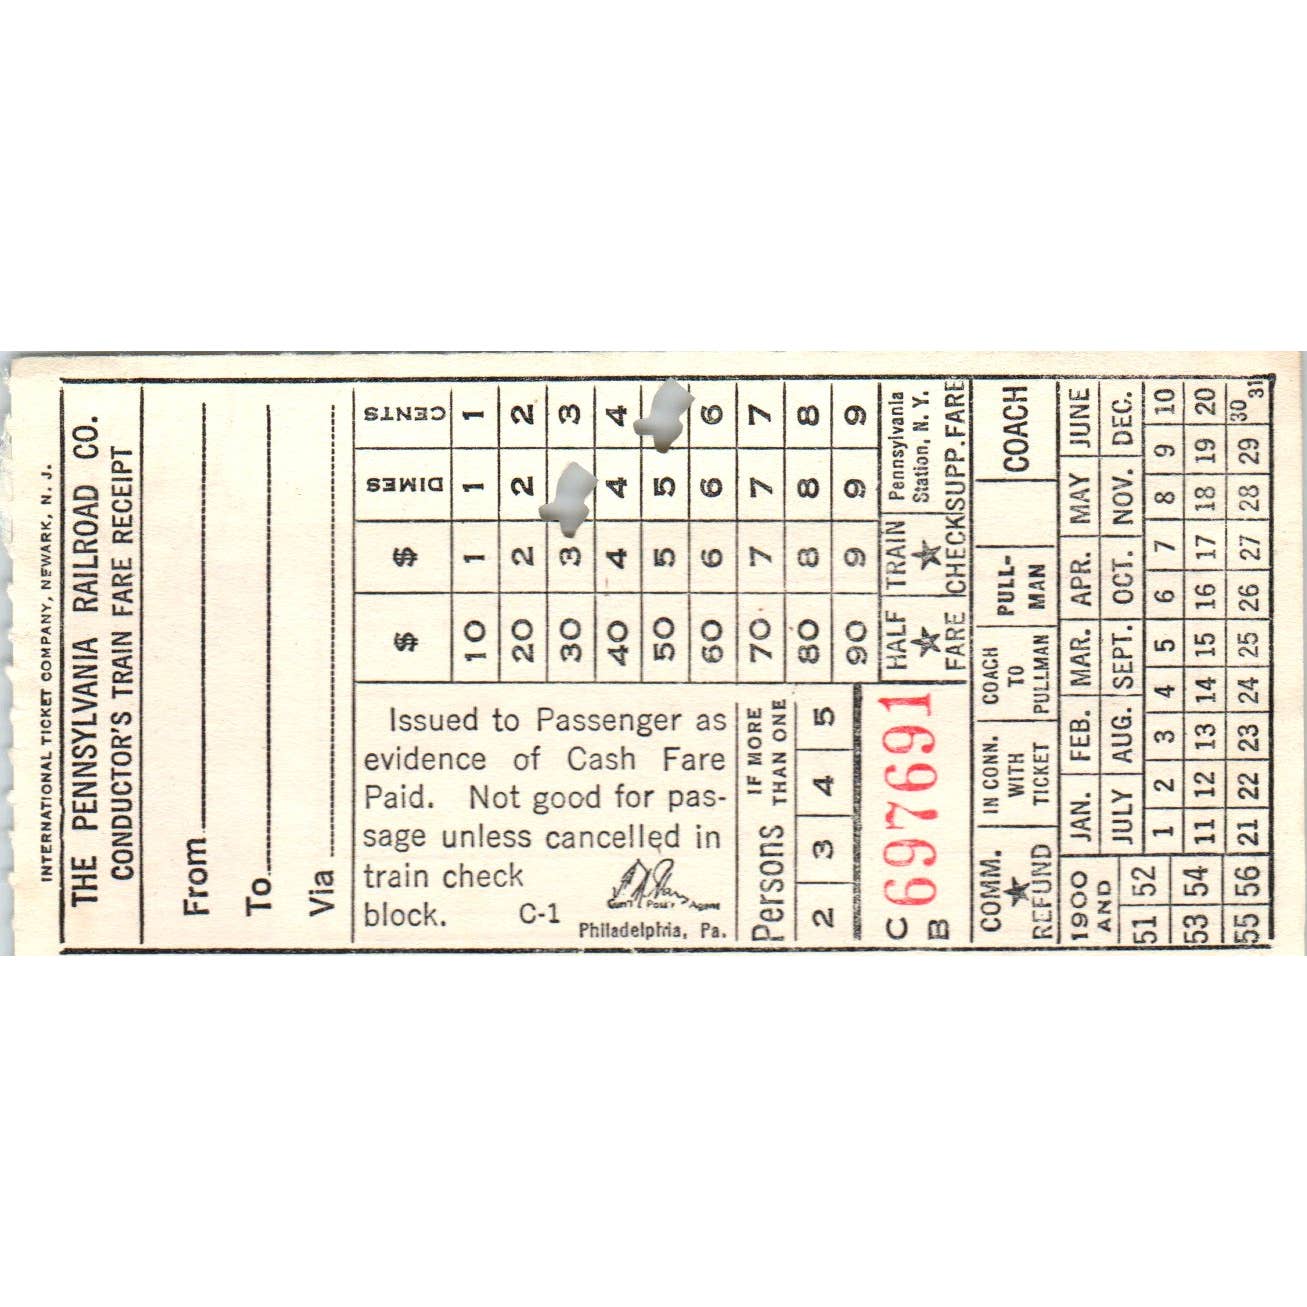 INTERNATIONAL TICKET COMPANY, NEWARK, N. J.
THE PENNSYLVANIA RAILROAD CO.
CONDUCTOR'S TRAIN FARE RECEIPT
From
To
Via
$ $ DIMES CENTS
10 1 1 1
20 2 2 2
30 3 3
40 4 4 4
50 5 5
60 6 6 6
70 7 7 7
80 8 8 8
90 9 9 9
Issued to Passenger as
evidence of Cash Fare
Paid. Not good for pas-
sage unless cancelled in
train check
block. C-1
Gen'l Pass'r Agent
Philadelphia, Pa.
Persons IF MORE
THAN ONE
2 3 4 5
C
B
697691
HALF
★
FARE
TRAIN
★
CHECK
Pennsylvania
Station, N. Y.
SUPP. FARE
COMM.
★
REFUND
IN CONN.
WITH
TICKET
COACH
TO
PULLMAN
PULL-
MAN
COACH
1900
AND
JAN. FEB. MAR. APR. MAY JUNE
JULY AUG. SEPT. OCT. NOV. DEC.
51 52 1 2 3 4 5 6 7 8 9 10
53 54 11 12 13 14 15 16 17 18 19 20
55 56 21 22 23 24 25 26 27 28 29 30 31